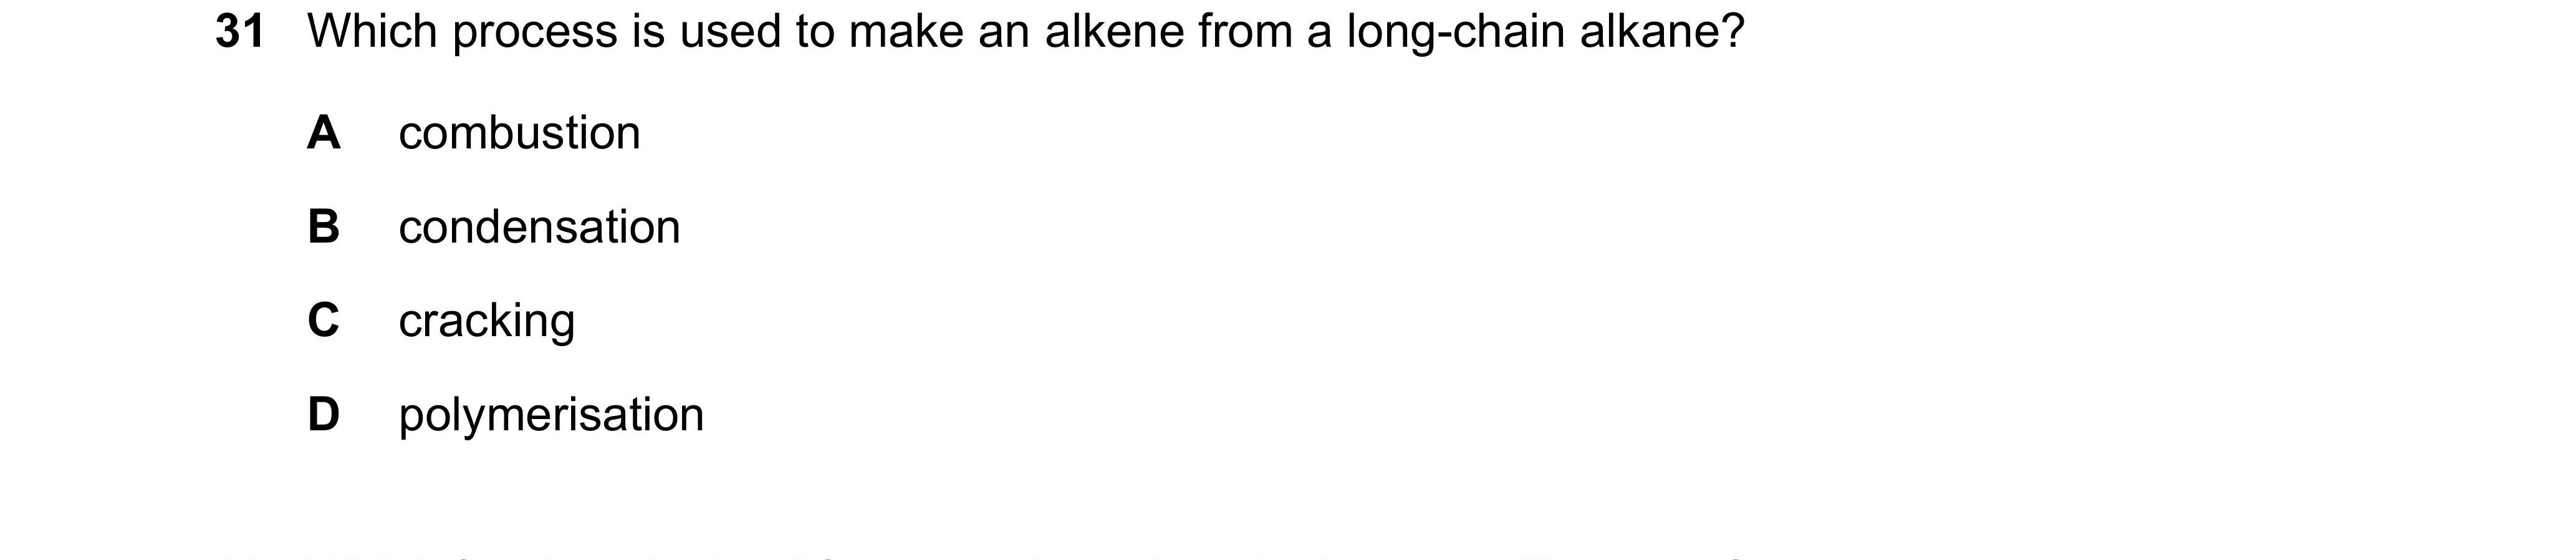 31 Which process is used to make an alkene from a long-chain alkane?
A combustion
B condensation
C cracking
D polymerisation